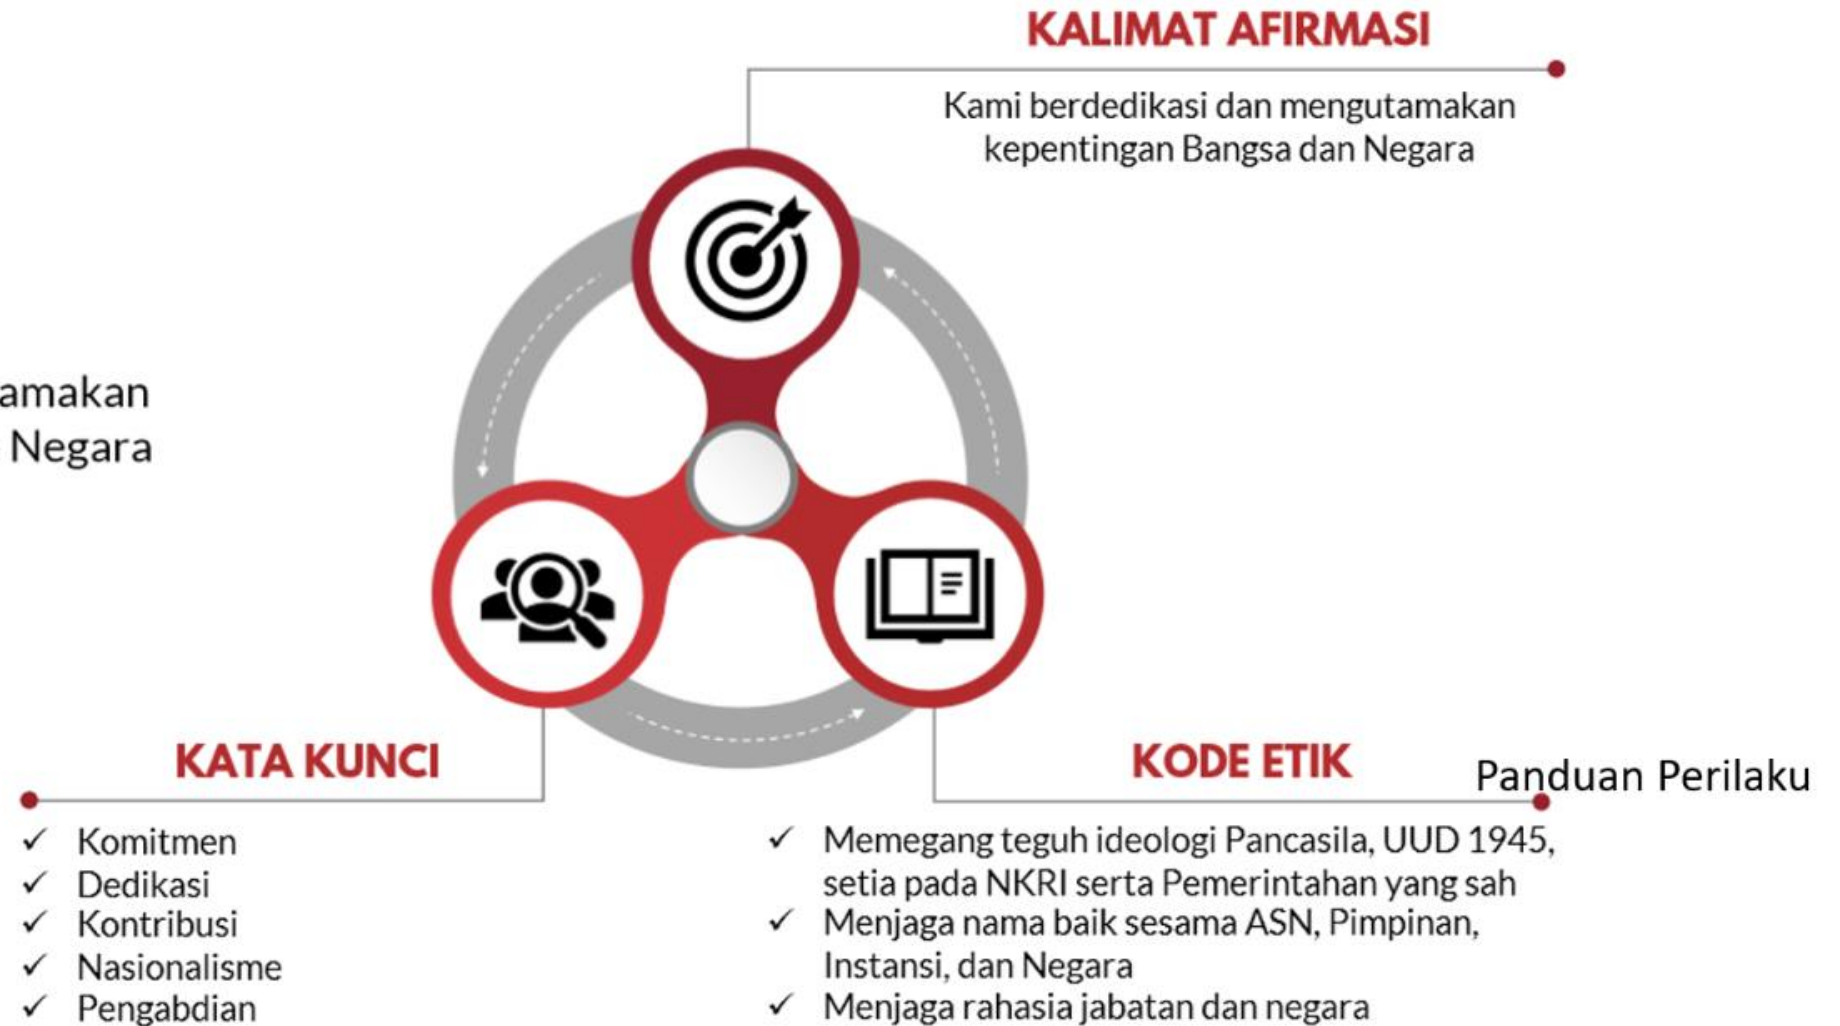 KALIMAT AFIRMASI
Kami berdedikasi dan mengutamakan
kepentingan Bangsa dan Negara
amakan
Negara
KATA KUNCI
✓ Komitmen
✓ Dedikasi
✓ Kontribusi
✓ Nasionalisme
✓ Pengabdian
KODE ETIK
Panduan Perilaku
✓ Memegang teguh ideologi Pancasila, UUD 1945,
setia pada NKRI serta Pemerintahan yang sah
✓ Menjaga nama baik sesama ASN, Pimpinan,
Instansi, dan Negara
✓ Menjaga rahasia jabatan dan negara